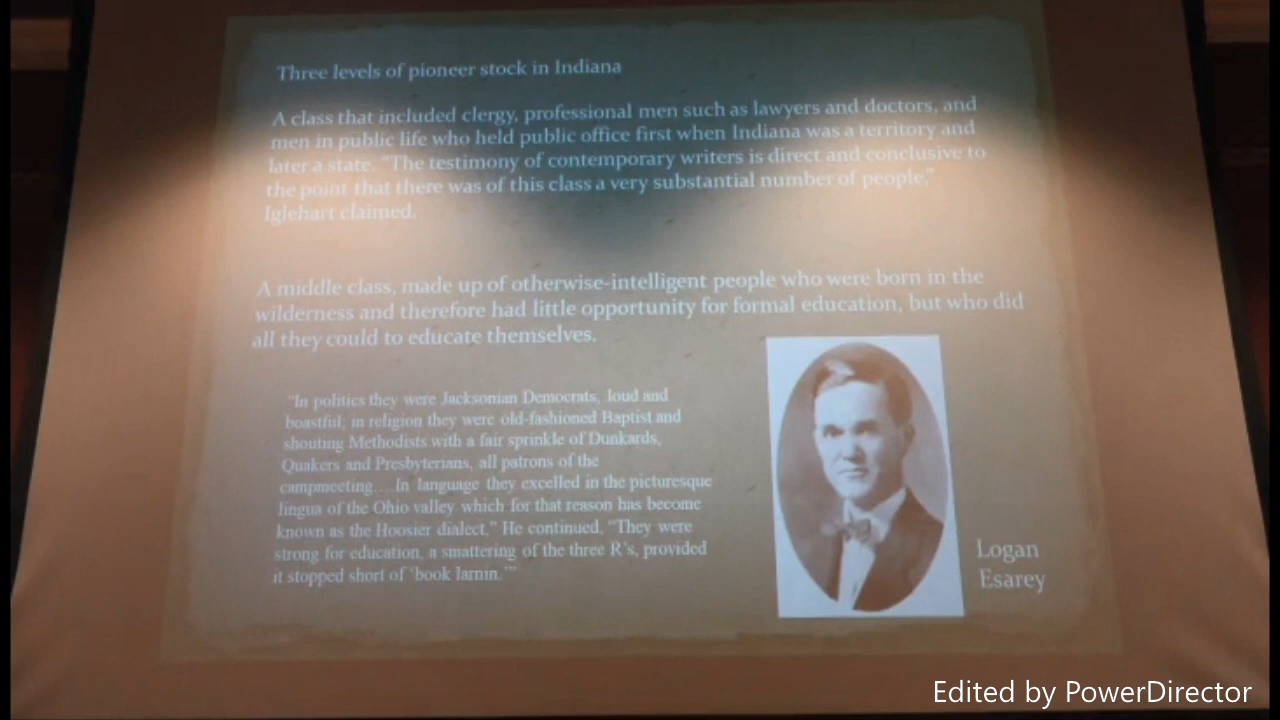 Three levels of pioneer stock in Indiana
A class that included clergy, professional men such as lawyers and doctors, and
men in public life who held public office first when Indiana was a territory and
later a state. "The testimony of contemporary writers is direct and conclusive to
the point that there was of this class a very substantial number of people,"
Iglehart claimed.
A middle class, made up of otherwise-intelligent people who were born in the
wilderness and therefore had little opportunity for formal education, but who did
all they could to educate themselves.
"In politics they were Jacksonian Democrats, loud and
boastful; in religion they were old-fashioned Baptist and
shouting Methodists with a fair sprinkle of Dunkards,
Quakers and Presbyterians, all patrons of the
campmeeting....In language they excelled in the picturesque
lingua of the Ohio valley which for that reason has become
known as the Hoosier dialect," He continued, "They were
strong for education, a smattering of the three R's, provided
it stopped short of 'book larnin.'"
Logan
Esarey
Edited by PowerDirector